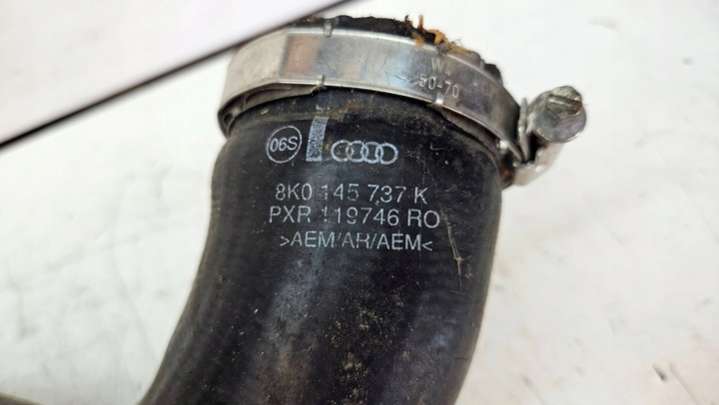 W
50-70
06S
8K0 145 737 K
PXR 119746 RO
>AEM/AR/AEM<